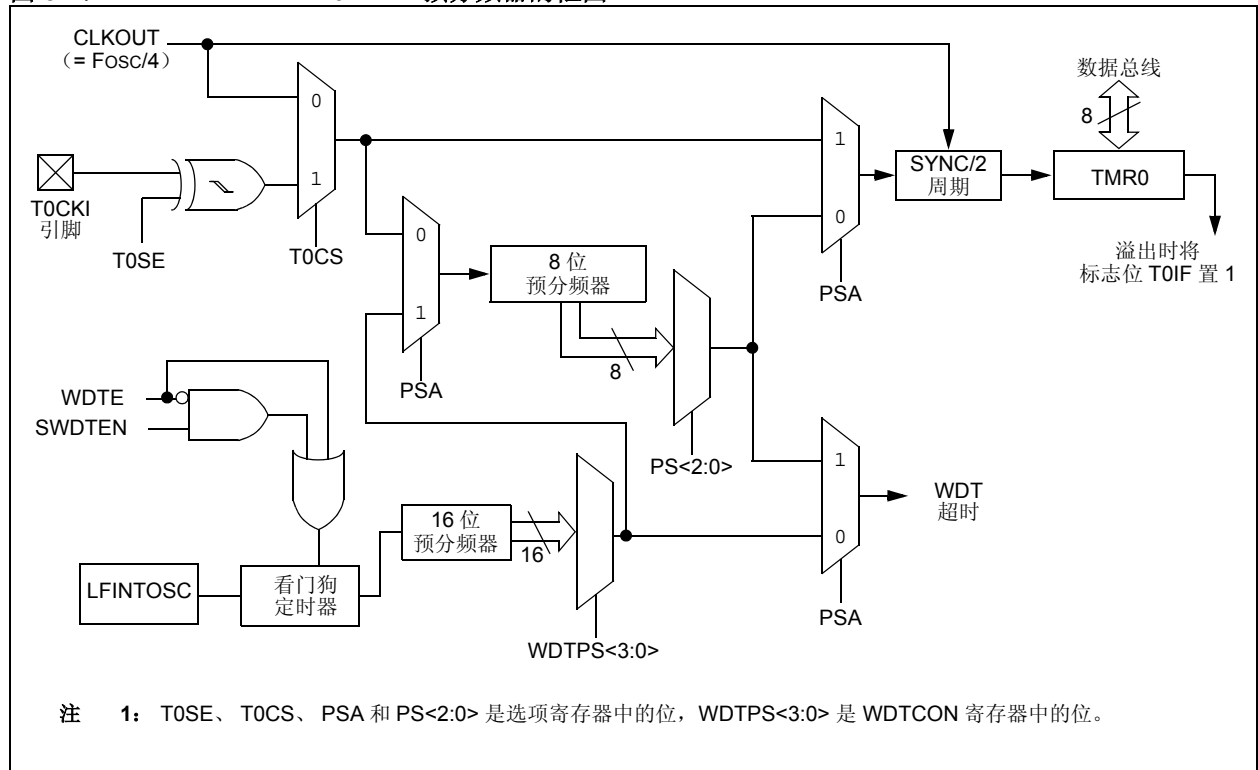 CLKOUT
（= FOSC/4）
0
1
T0CKI
引脚
T0SE
T0CS
0
1
PSA
8 位
预分频器
8
PS<2:0>
1
0
PSA
SYNC/2
周期
数据总线
8
TMR0
溢出时将
标志位 T0IF 置 1
WDTE
SWDTEN
LFINTOSC
看门狗
定时器
16 位
预分频器
16
WDTPS<3:0>
1
0
PSA
WDT
超时
注 1： T0SE、 T0CS、 PSA 和 PS<2:0> 是选项寄存器中的位，WDTPS<3:0> 是 WDTCON 寄存器中的位。